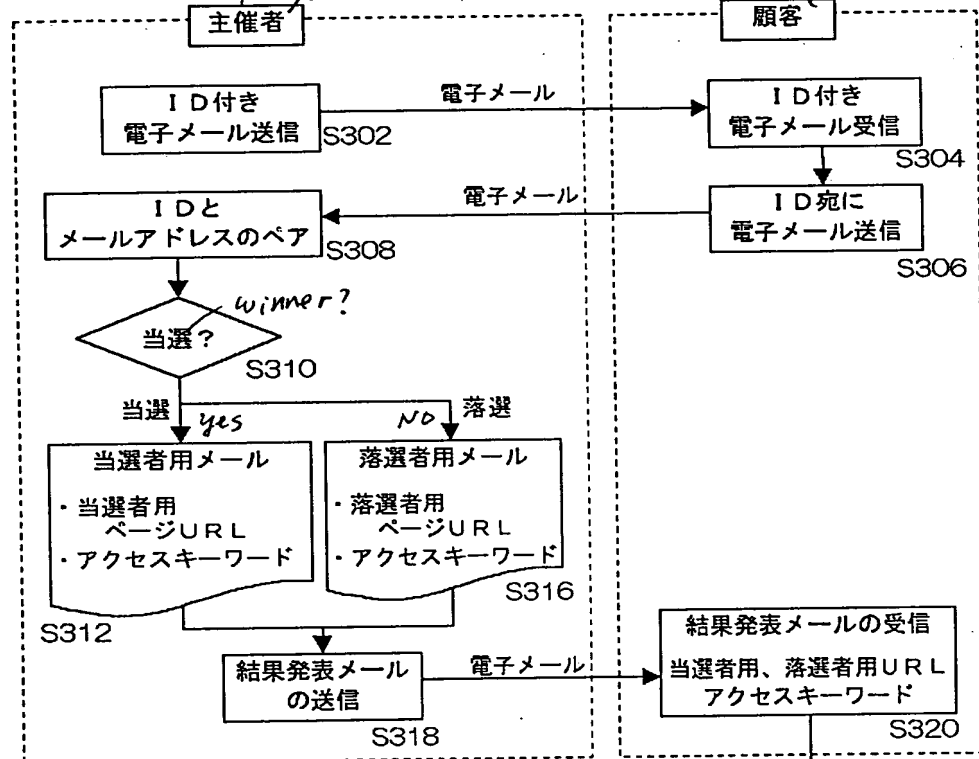 主催者
顧客
ＩＤ付き
電子メール送信
S302
電子メール
ＩＤ付き
電子メール受信
S304
ＩＤと
メールアドレスのペア
S308
電子メール
ＩＤ宛に
電子メール送信
S306
winner?
当選？
S310
当選
yes
No
落選
当選者用メール
・当選者用
ページＵＲＬ
・アクセスキーワード
S312
落選者用メール
・落選者用
ページＵＲＬ
・アクセスキーワード
S316
結果発表メール
の送信
S318
電子メール
結果発表メールの受信
当選者用、落選者用ＵＲＬ
アクセスキーワード
S320